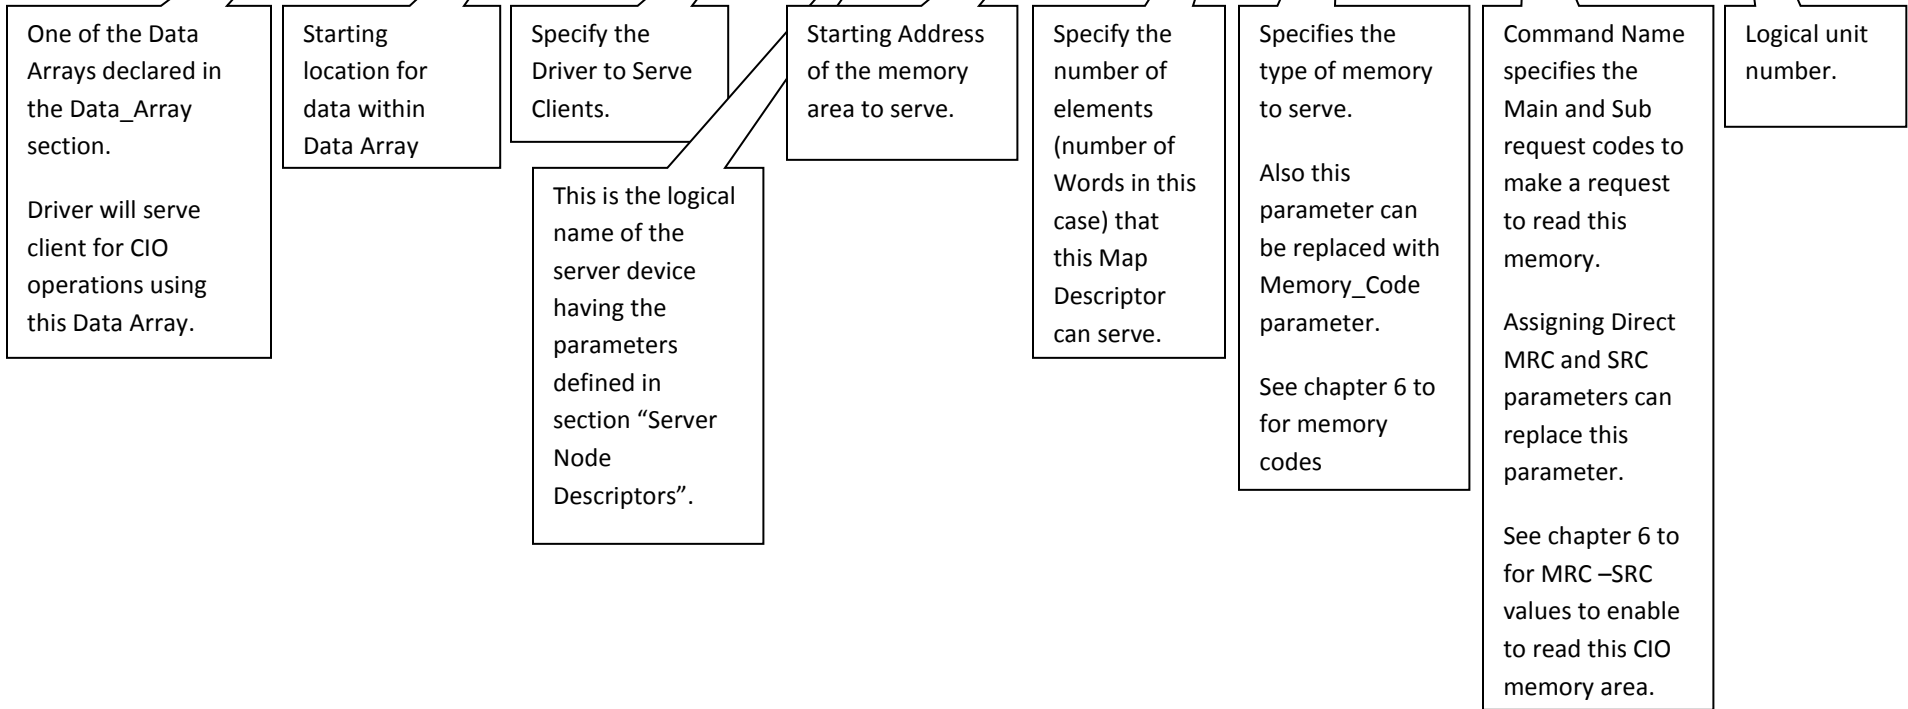 One of the Data
Arrays declared in
the Data_Array
section.
Driver will serve
client for CIO
operations using
this Data Array.
Starting
location for
data within
Data Array
Specify the
Driver to Serve
Clients.
This is the logical
name of the
server device
having the
parameters
defined in
section “Server
Node
Descriptors”.
Starting Address
of the memory
area to serve.
Specify the
number of
elements
(number of
Words in this
case) that
this Map
Descriptor
can serve.
Specifies the
type of memory
to serve.
Also this
parameter can
be replaced with
Memory_Code
parameter.
See chapter 6 to
for memory
codes
Command Name
specifies the
Main and Sub
request codes to
make a request
to read this
memory.
Assigning Direct
MRC and SRC
parameters can
replace this
parameter.
See chapter 6 to
for MRC –SRC
values to enable
to read this CIO
memory area.
Logical unit
number.